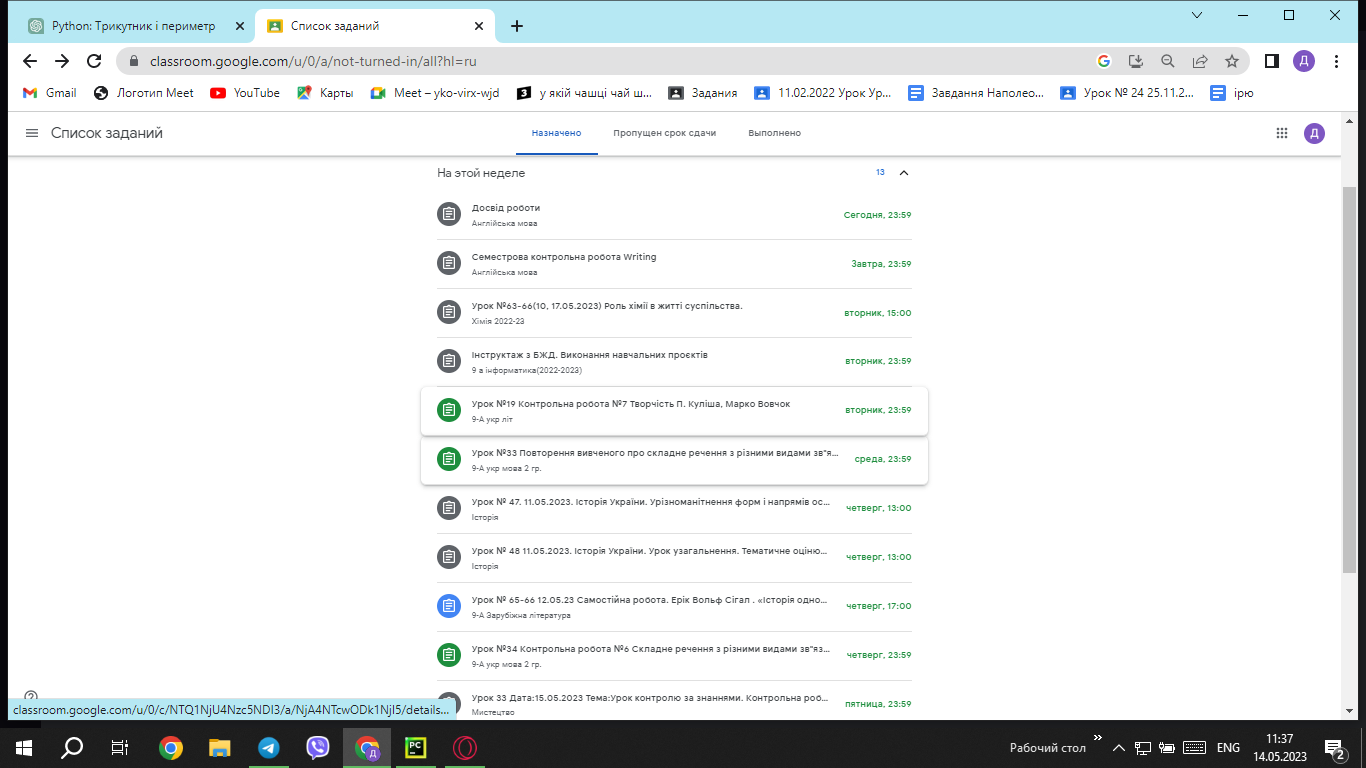 Python: Трикутник і периметр
Список заданий
classroom.google.com/u/0/a/not-turned-in/all?hl=ru
Д
Gmail
Логотип Meet
YouTube
Карты
Meet – yko-virx-wjd
у якій чашці чай ш...
Задания
11.02.2022 Урок Ур...
Завдання Наполео...
Урок № 24 25.11.2...
ірю
Список заданий
Назначено
Пропущен срок сдачи
Выполнено
Д
На этой неделе
13
Досвід роботи
Англійська мова
Сегодня, 23:59
Семестрова контрольна робота Writing
Англійська мова
Завтра, 23:59
Урок №63-66(10, 17.05.2023) Роль хімії в житті суспільства.
Хімія 2022-23
вторник, 15:00
Інструктаж з БЖД. Виконання навчальних проєктів
9 а інформатика(2022-2023)
вторник, 23:59
Урок №19 Контрольна робота №7 Творчість П. Куліша, Марко Вовчок
9-А укр літ
вторник, 23:59
Урок №33 Повторення вивченого про складне речення з різними видами зв"я...
9-А укр мова 2 гр.
среда, 23:59
Урок № 47. 11.05.2023. Історія України. Урізноманітнення форм і напрямів ос...
Історія
четверг, 13:00
Урок № 48 11.05.2023. Історія України. Урок узагальнення. Тематичне оціню...
Історія
четверг, 13:00
Урок № 65-66 12.05.23 Самостійна робота. Ерік Вольф Сігал . «Історія одно...
9-А Зарубіжна література
четверг, 17:00
Урок №34 Контрольна робота №6 Складне речення з різними видами зв"яз...
9-А укр мова 2 гр.
четверг, 23:59
Урок 33 Дата:15.05.2023 Тема:Урок контролю за знаннями. Контрольна роб...
Мистецтво
пятница, 23:59
classroom.google.com/u/0/c/NTQ1NjU4Nzc5NDI3/a/NjA4NTcwODk1NjI5/details...
Д
PC
Рабочий стол
ENG
11:37
14.05.2023
2